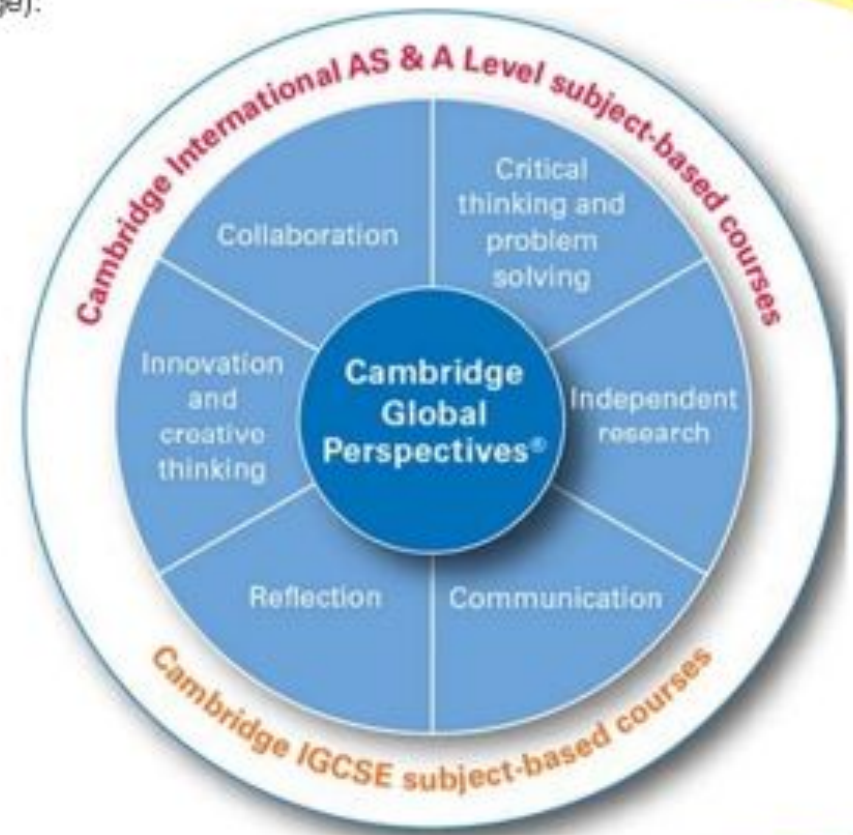 Cambridge International AS & A Level subject-based courses
Collaboration
Critical
thinking and
problem
solving
Innovation
and
creative
thinking
Cambridge
Global
Perspectives®
Independent
research
Reflection
Communication
Cambridge IGCSE subject-based courses